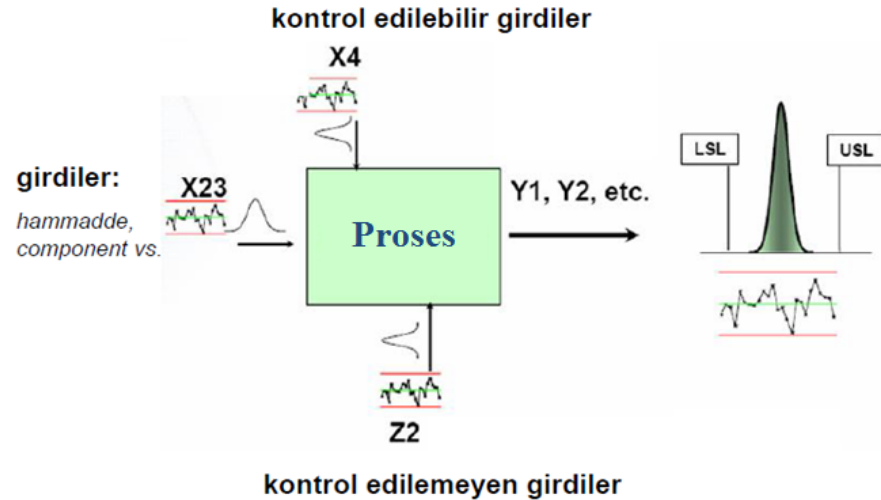 kontrol edilebilir girdiler
X4
girdiler:
hammadde,
component vs.
X23
Proses
Y1, Y2, etc.
LSL
USL
Z2
kontrol edilemeyen girdiler